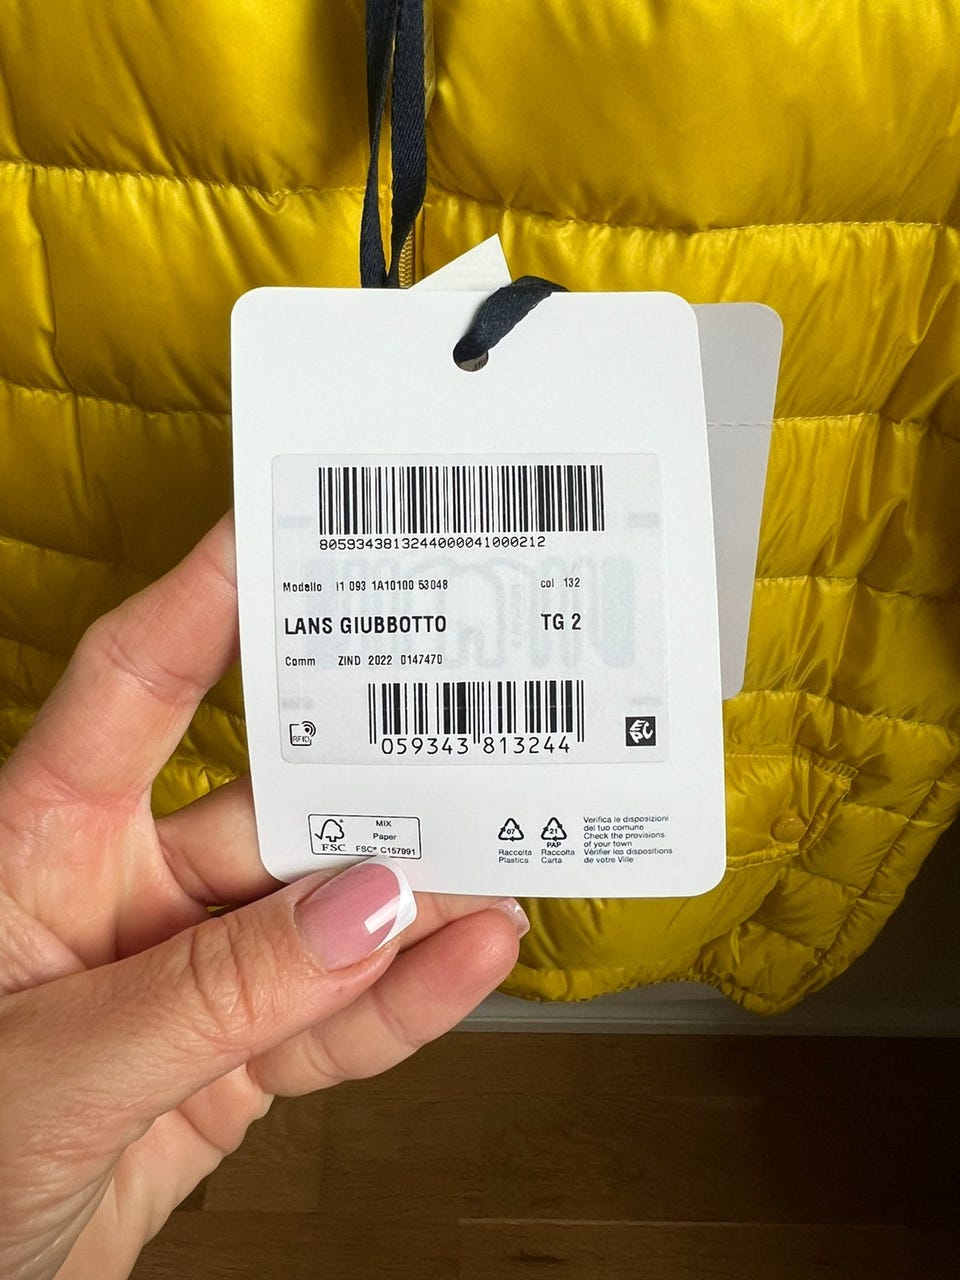 8059343813244000041000212
Modello I1 093 1A10100 53048 col 132
LANS GIUBBOTTO TG 2
Comm ZIND 2022 0147470
RFID
059343 813244
EPC
FSC
MIX
Paper
FSC® C157991
07
Raccolta
Plastica
21
PAP
Raccolta
Carta
Verifica le disposizioni
del tuo comune
Check the provisions
of your town
Vérifier les dispositions
de votre Ville